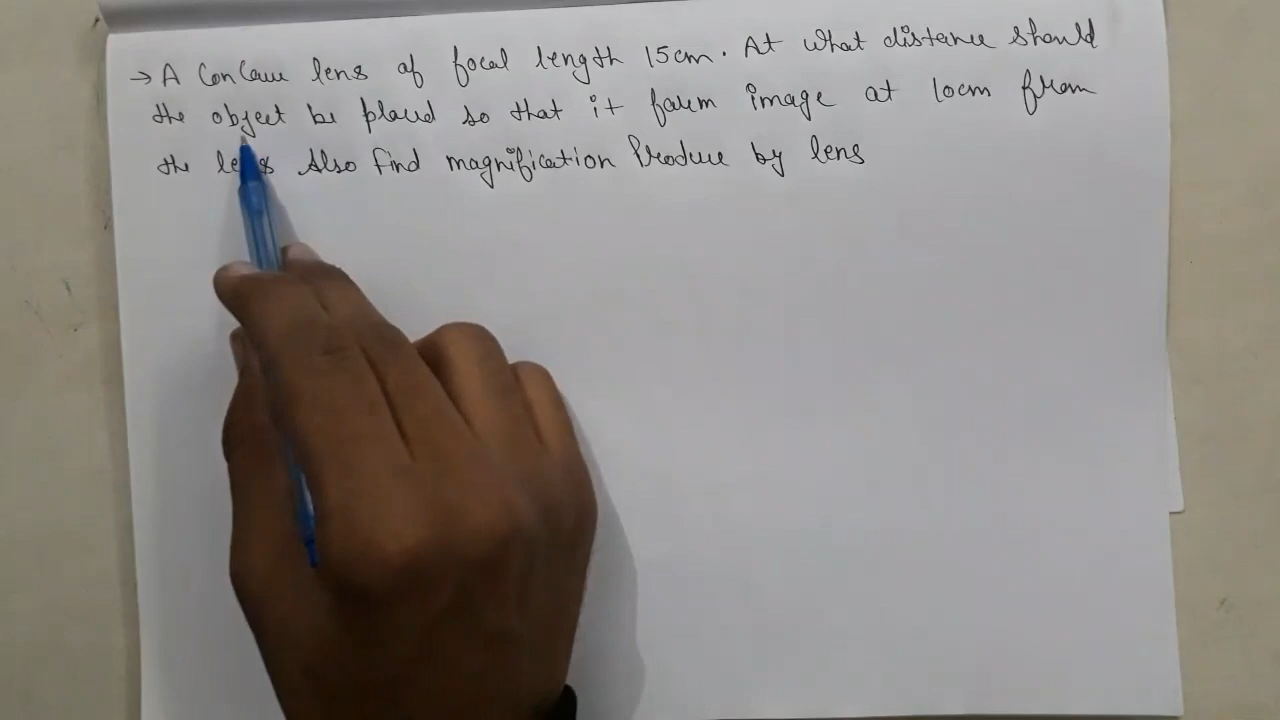 → A Concave lens of focal length 15cm. At what distance should
the object be placed so that it form image at 10cm from
the lens Also find magnification Produce by lens